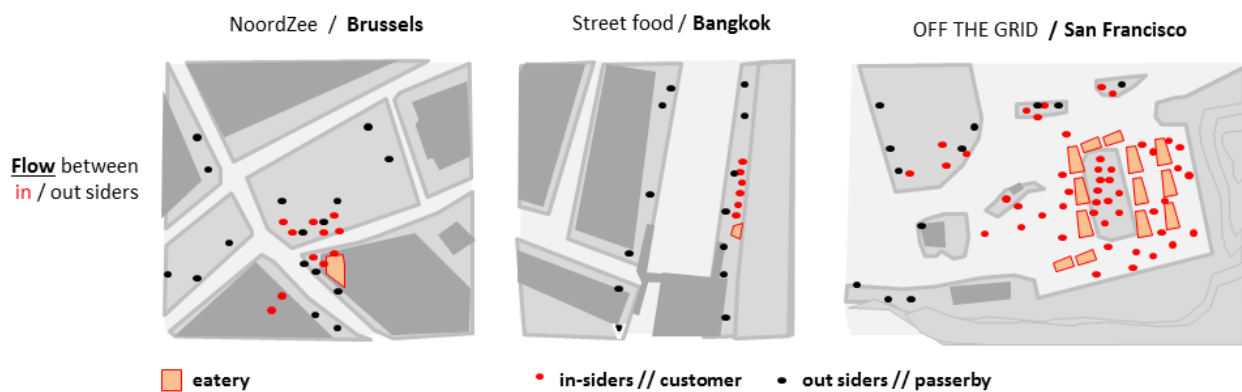 NoordZee / Brussels
Street food / Bangkok
OFF THE GRID / San Francisco
Flow between
in / out siders
eatery
in-siders // customer
out siders // passerby